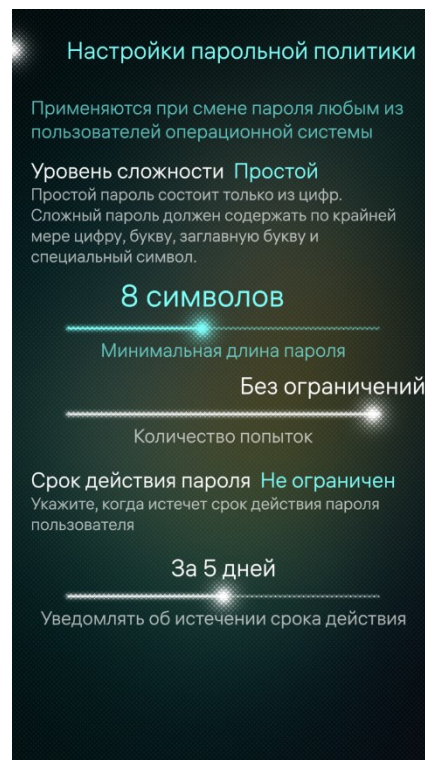 Настройки парольной политики
Применяются при смене пароля любым из
пользователей операционной системы
Уровень сложности Простой
Простой пароль состоит только из цифр.
Сложный пароль должен содержать по крайней
мере цифру, букву, заглавную букву и
специальный символ.
8 символов
Минимальная длина пароля
Без ограничений
Количество попыток
Срок действия пароля Не ограничен
Укажите, когда истечет срок действия пароля
пользователя
За 5 дней
Уведомлять об истечении срока действия